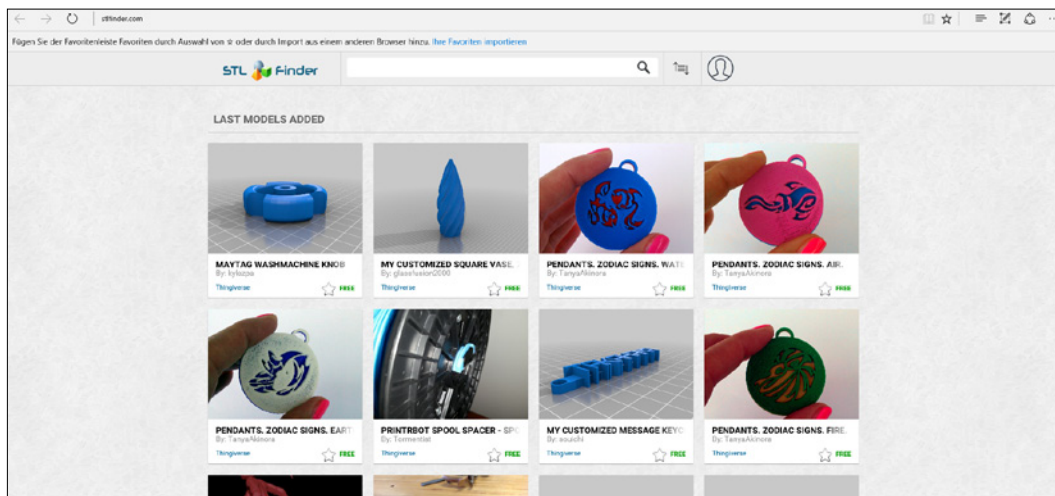 stlfinder.com
Fügen Sie der Favoritenleiste Favoriten durch Auswahl von ☆ oder durch Import aus einem anderen Browser hinzu. Ihre Favoriten importieren
STL Finder
LAST MODELS ADDED
MAYTAG WASHMACHINE KNOB
By:
Thingiverse FREE
MY CUSTOMIZED SQUARE VASE,
By: glassfusion2000
Thingiverse FREE
PENDANTS. ZODIAC SIGNS. WATE
By: TanyaAkinora
Thingiverse FREE
PENDANTS. ZODIAC SIGNS. AIR.
By: TanyaAkinora
Thingiverse FREE
PENDANTS. ZODIAC SIGNS. EART
By: TanyaAkinora
Thingiverse FREE
PRINTRBOT SPOOL SPACER - SPO
By: Tormentist
Thingiverse FREE
MY CUSTOMIZED MESSAGE KEYC
By: souichi
Thingiverse FREE
PENDANTS. ZODIAC SIGNS. FIRE.
By: TanyaAkinora
Thingiverse FREE